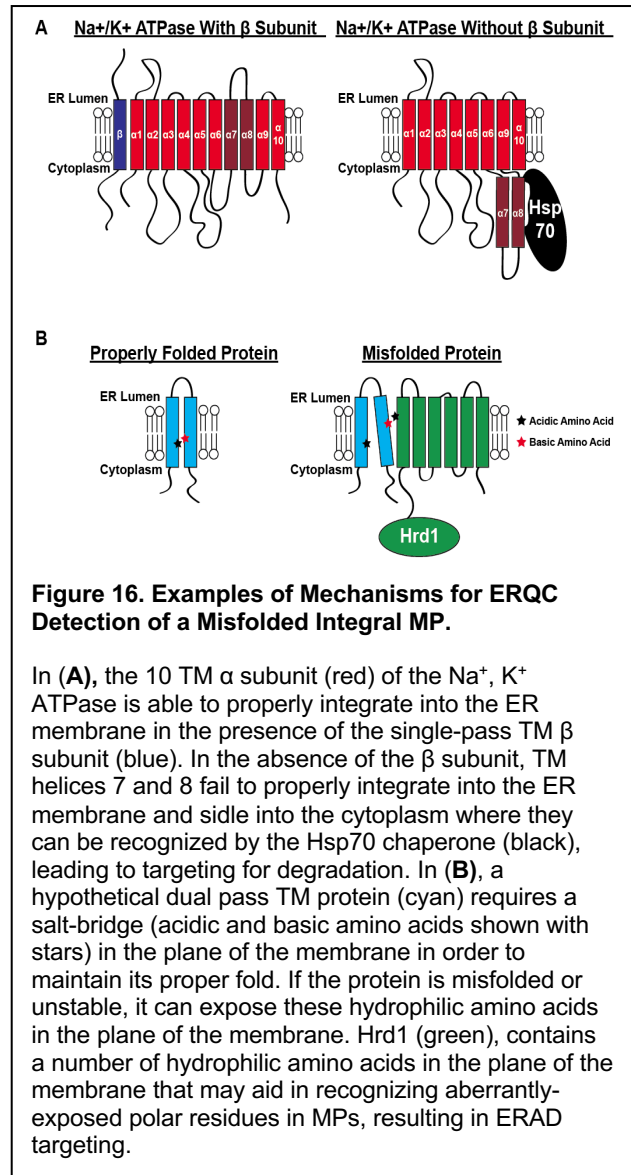 A
Na+/K+ ATPase With β Subunit
Na+/K+ ATPase Without β Subunit
ER Lumen
ER Lumen
β α1 α2 α3 α4 α5 α6 α7 α8 α9 α10
α1 α2 α3 α4 α5 α6 α9 α10
Cytoplasm
Cytoplasm
α7 α8
Hsp
70
B
Properly Folded Protein
Misfolded Protein
ER Lumen
ER Lumen
Acidic Amino Acid
Basic Amino Acid
Cytoplasm
Cytoplasm
Hrd1
Figure 16. Examples of Mechanisms for ERQC
Detection of a Misfolded Integral MP.
In (A), the 10 TM α subunit (red) of the Na⁺, K⁺
ATPase is able to properly integrate into the ER
membrane in the presence of the single-pass TM β
subunit (blue). In the absence of the β subunit, TM
helices 7 and 8 fail to properly integrate into the ER
membrane and sidle into the cytoplasm where they
can be recognized by the Hsp70 chaperone (black),
leading to targeting for degradation. In (B), a
hypothetical dual pass TM protein (cyan) requires a
salt-bridge (acidic and basic amino acids shown with
stars) in the plane of the membrane in order to
maintain its proper fold. If the protein is misfolded or
unstable, it can expose these hydrophilic amino acids
in the plane of the membrane. Hrd1 (green), contains
a number of hydrophilic amino acids in the plane of the
membrane that may aid in recognizing aberrantly-
exposed polar residues in MPs, resulting in ERAD
targeting.